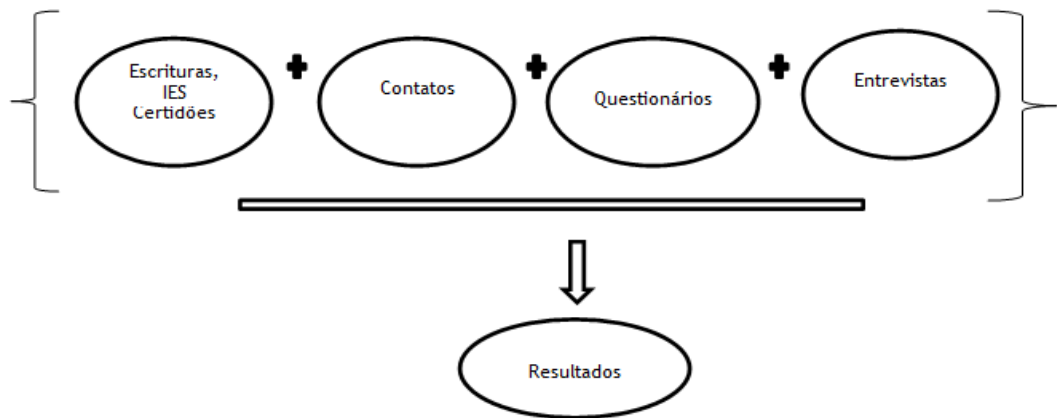 Escrituras,
IES
Certidões
Contatos
Questionários
Entrevistas
Resultados